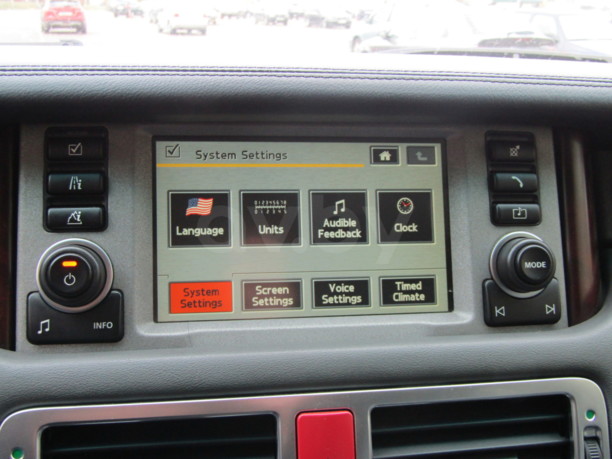 System Settings
Language
Units
Audible
Feedback
Clock
System
Settings
Screen
Settings
Voice
Settings
Timed
Climate
INFO
MODE